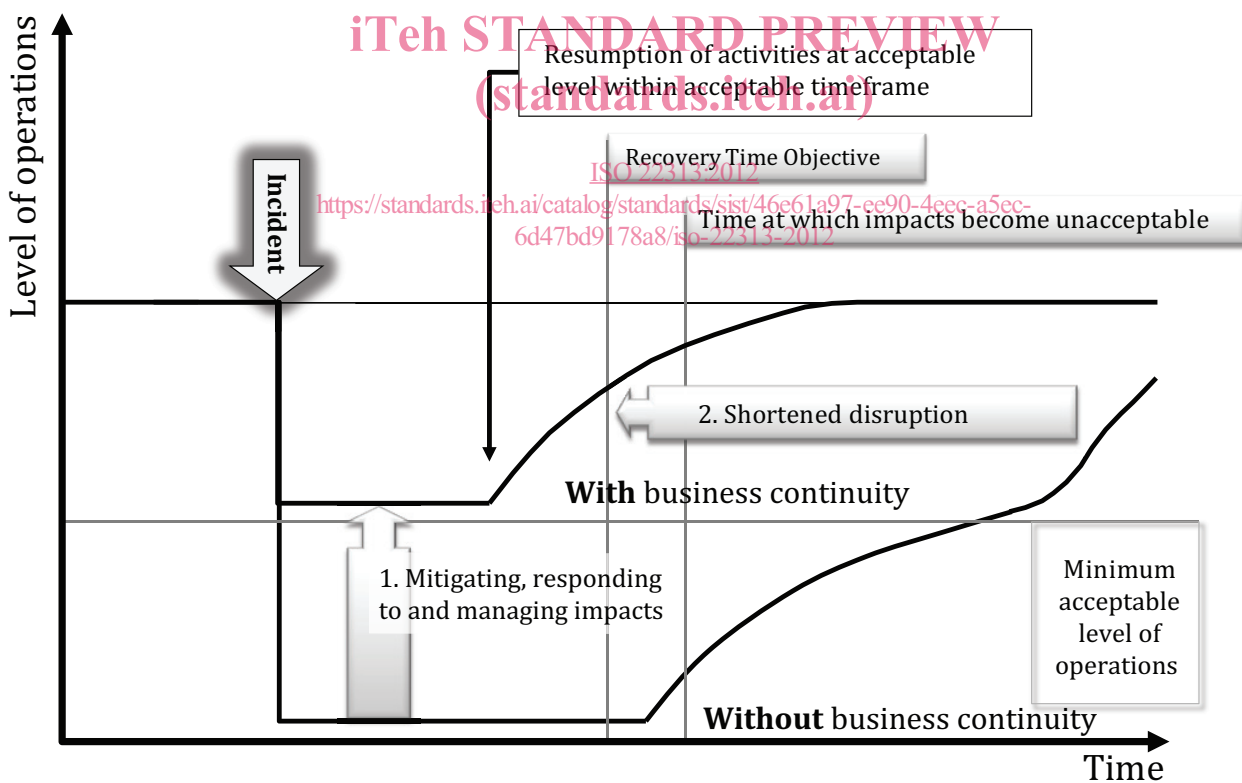 iTeh STANDARD PREVIEW
(standards.iteh.ai)
Resumption of activities at acceptable
level within acceptable timeframe
Recovery Time Objective
ISO 22313:2012
https://standards.iteh.ai/catalog/standards/sist/46e61a97-ee90-4eec-a5ec-
6d47bd9178a8/iso-22313-2012
Time at which impacts become unacceptable
Level of operations
Incident
2. Shortened disruption
With business continuity
1. Mitigating, responding
to and managing impacts
Minimum
acceptable
level of
operations
Without business continuity
Time